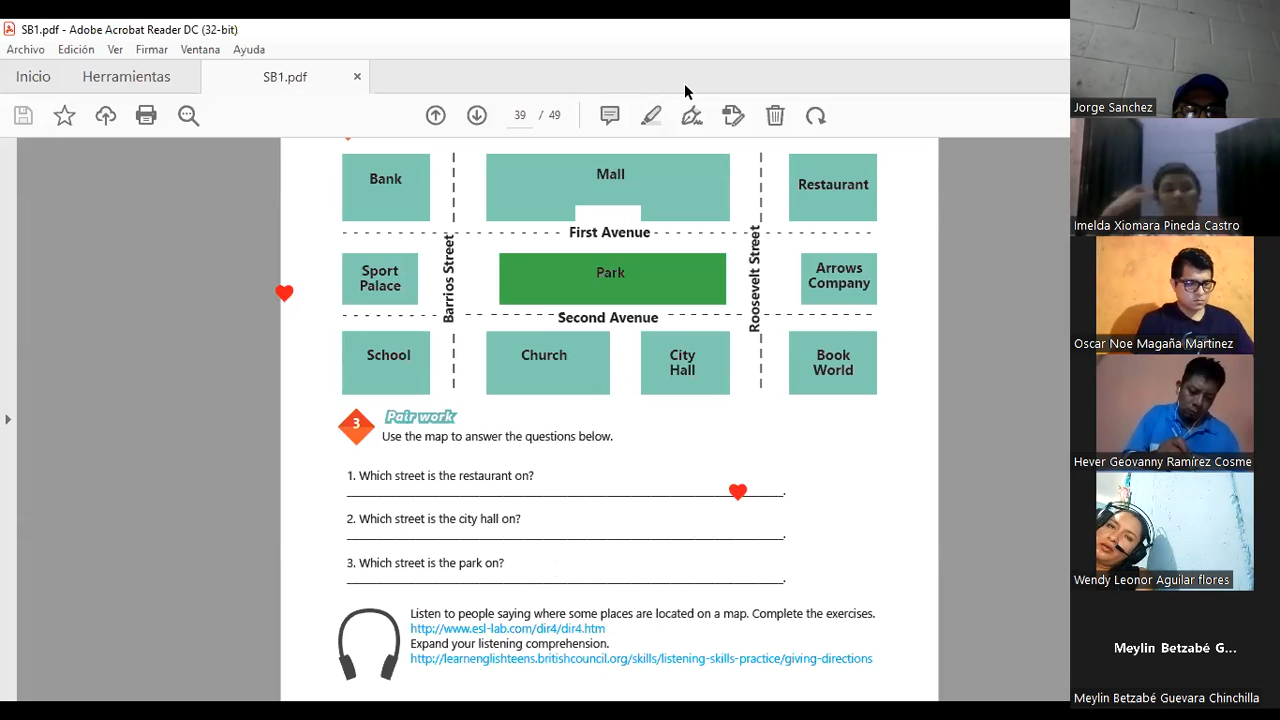 SB1.pdf - Adobe Acrobat Reader DC (32-bit)
Archivo Edición Ver Firmar Ventana Ayuda
Inicio Herramientas SB1.pdf ×
39 / 49
Bank Mall Restaurant
First Avenue
Barrios Street
Roosevelt Street
Sport Palace
Park
Arrows Company
Second Avenue
School Church City Hall Book World
3 Pair work
Use the map to answer the questions below.
1. Which street is the restaurant on?
2. Which street is the city hall on?
3. Which street is the park on?
Listen to people saying where some places are located on a map. Complete the exercises.
http://www.esl-lab.com/dir4/dir4.htm
Expand your listening comprehension.
http://learnenglishteens.britishcouncil.org/skills/listening-skills-practice/giving-directions
Jorge Sanchez
Imelda Xiomara Pineda Castro
Oscar Noe Magaña Martinez
Hever Geovanny Ramírez Cosme
Wendy Leonor Aguilar flores
Meylin Betzabé G...
Meylin Betzabé Guevara Chinchilla